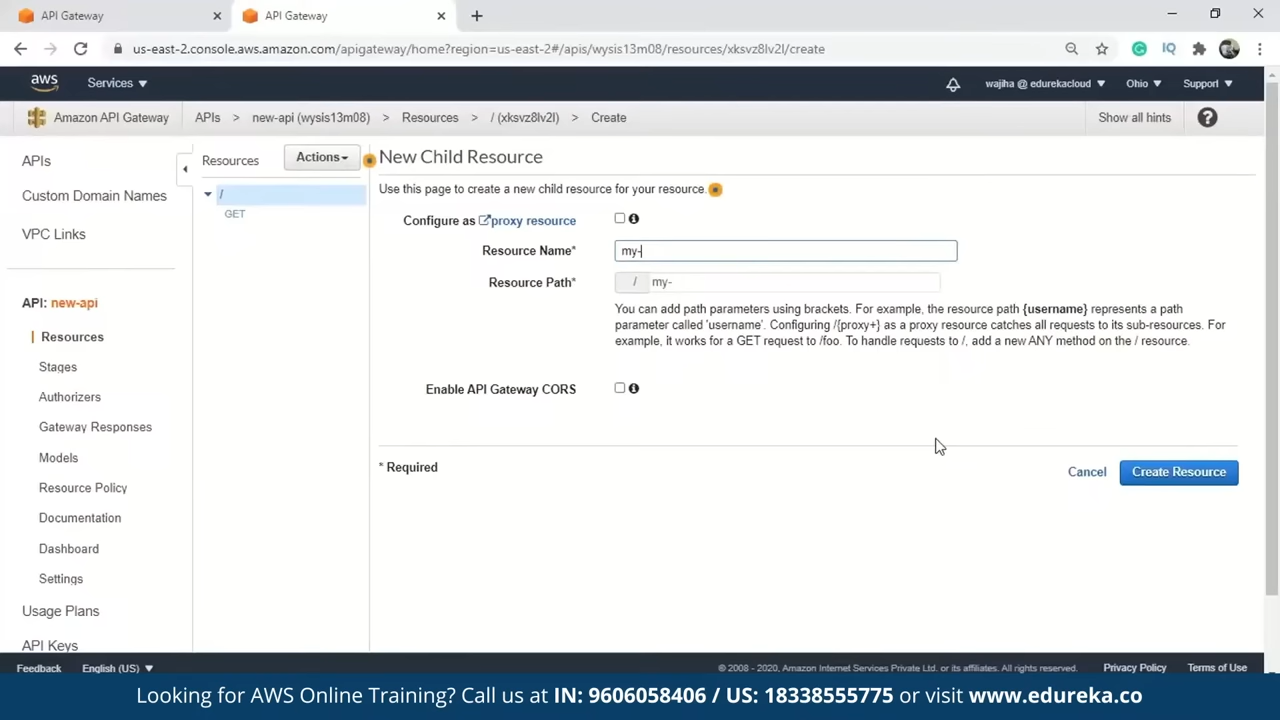 API Gateway
API Gateway
us-east-2.console.aws.amazon.com/apigateway/home?region=us-east-2#/apis/wysis13m08/resources/xksvz8lv2l/create
IQ
aws Services wajiha @ edurekacloud Ohio Support
Amazon API Gateway APIs > new-api (wysis13m08) > Resources > / (xksvz8lv2l) > Create Show all hints ?
APIs
Custom Domain Names
VPC Links
API: new-api
Resources
Stages
Authorizers
Gateway Responses
Models
Resource Policy
Documentation
Dashboard
Settings
Usage Plans
API Keys
Resources Actions
/
GET
New Child Resource
Use this page to create a new child resource for your resource.
Configure as proxy resource
Resource Name* my-
Resource Path* / my-
You can add path parameters using brackets. For example, the resource path {username} represents a path
parameter called 'username'. Configuring /{proxy+} as a proxy resource catches all requests to its sub-resources. For
example, it works for a GET request to /foo. To handle requests to /, add a new ANY method on the / resource.
Enable API Gateway CORS
* Required
Cancel Create Resource
Feedback English (US) © 2008 - 2020, Amazon Internet Services Private Ltd. or its affiliates. All rights reserved. Privacy Policy Terms of Use
Looking for AWS Online Training? Call us at IN: 9606058406 / US: 18338555775 or visit www.edureka.co